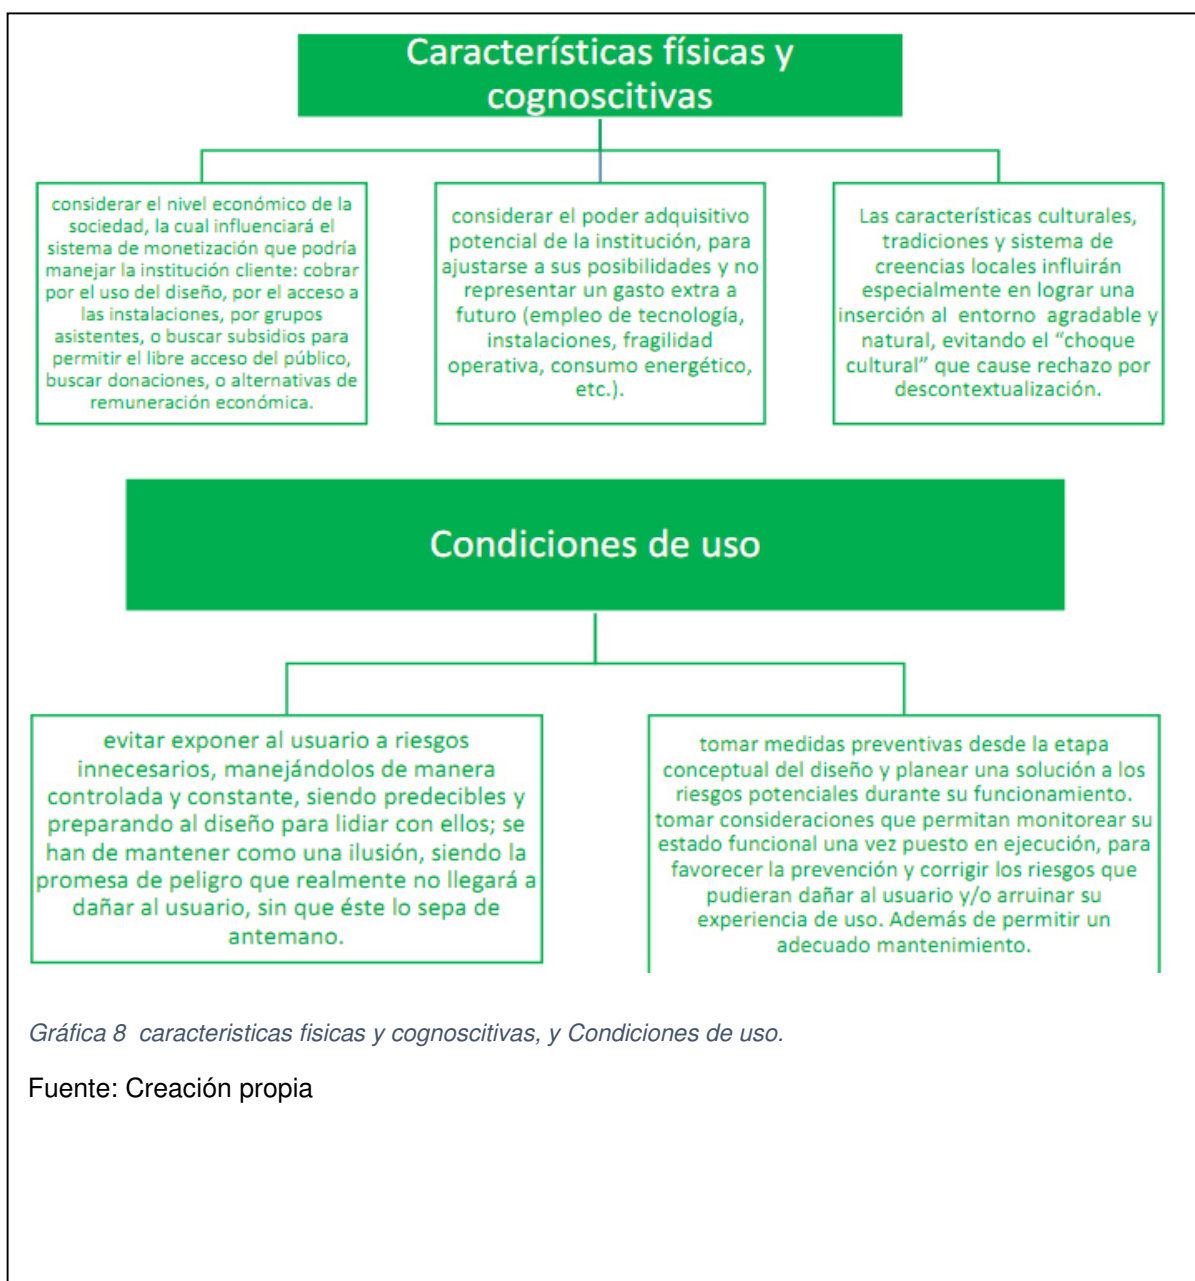 Características físicas y
cognoscitivas
considerar el nivel económico de la
sociedad, la cual influenciará el
sistema de monetización que podría
manejar la institución cliente: cobrar
por el uso del diseño, por el acceso a
las instalaciones, por grupos
asistentes, o buscar subsidios para
permitir el libre acceso del público,
buscar donaciones, o alternativas de
remuneración económica.
considerar el poder adquisitivo
potencial de la institución, para
ajustarse a sus posibilidades y no
representar un gasto extra a
futuro (empleo de tecnología,
instalaciones, fragilidad
operativa, consumo energético,
etc.).
Las características culturales,
tradiciones y sistema de
creencias locales influirán
especialmente en lograr una
inserción al entorno agradable y
natural, evitando el “choque
cultural” que cause rechazo por
descontextualización.
Condiciones de uso
evitar exponer al usuario a riesgos
innecesarios, manejándolos de manera
controlada y constante, siendo predecibles y
preparando al diseño para lidiar con ellos; se
han de mantener como una ilusión, siendo la
promesa de peligro que realmente no llegará a
dañar al usuario, sin que éste lo sepa de
antemano.
tomar medidas preventivas desde la etapa
conceptual del diseño y planear una solución a los
riesgos potenciales durante su funcionamiento.
tomar consideraciones que permitan monitorear su
estado funcional una vez puesto en ejecución, para
favorecer la prevención y corregir los riesgos que
pudieran dañar al usuario y/o arruinar su
experiencia de uso. Además de permitir un
adecuado mantenimiento.
Gráfica 8 caracteristicas fisicas y cognoscitivas, y Condiciones de uso.
Fuente: Creación propia